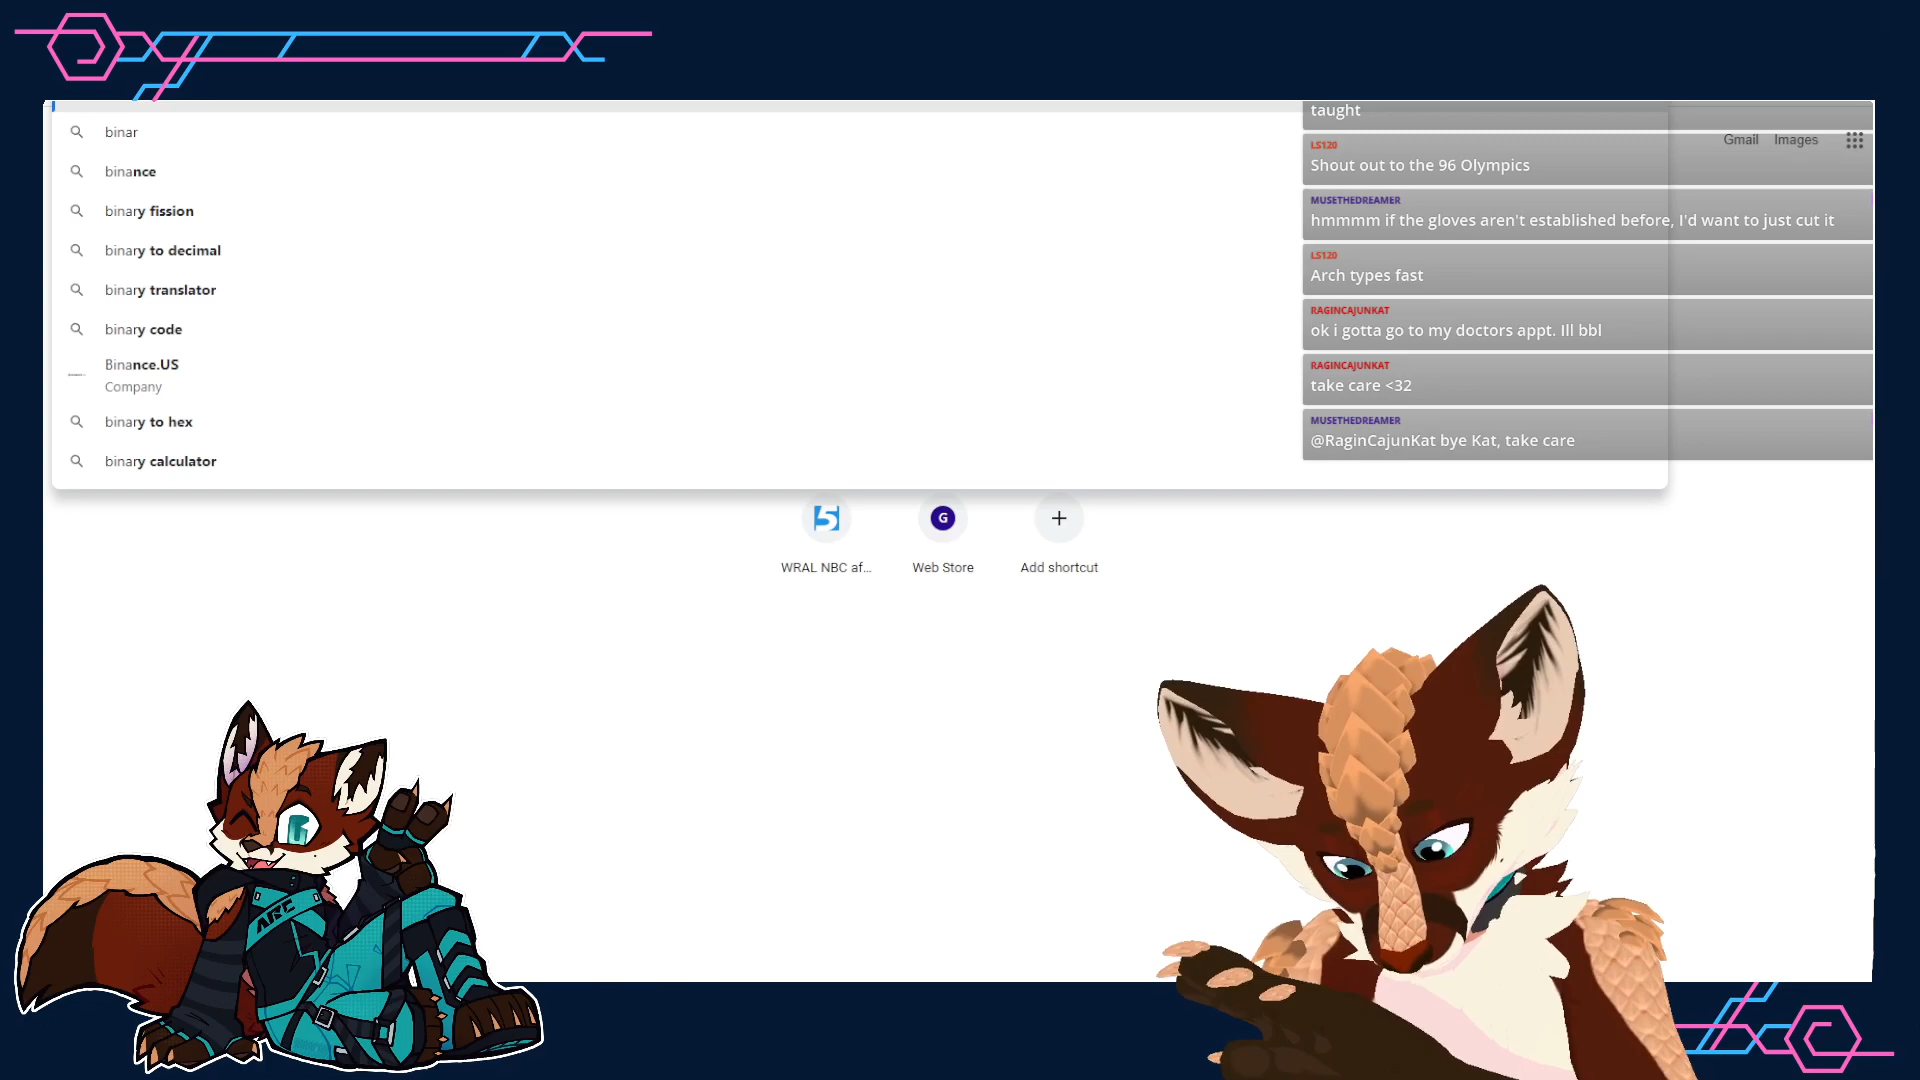 binar
binance
binary fission
binary to decimal
binary translator
binary code
Binance.US
Company
binary to hex
binary calculator
taught
LS120
Shout out to the 96 Olympics
MUSETHEDREAMER
hmmmm if the gloves aren't established before, I'd want to just cut it
LS120
Arch types fast
RAGINCAJUNKAT
ok i gotta go to my doctors appt. Ill bbl
RAGINCAJUNKAT
take care <32
MUSETHEDREAMER
@RaginCajunKat bye Kat, take care
Gmail
Images
5
G
WRAL NBC af...
Web Store
Add shortcut
ARC